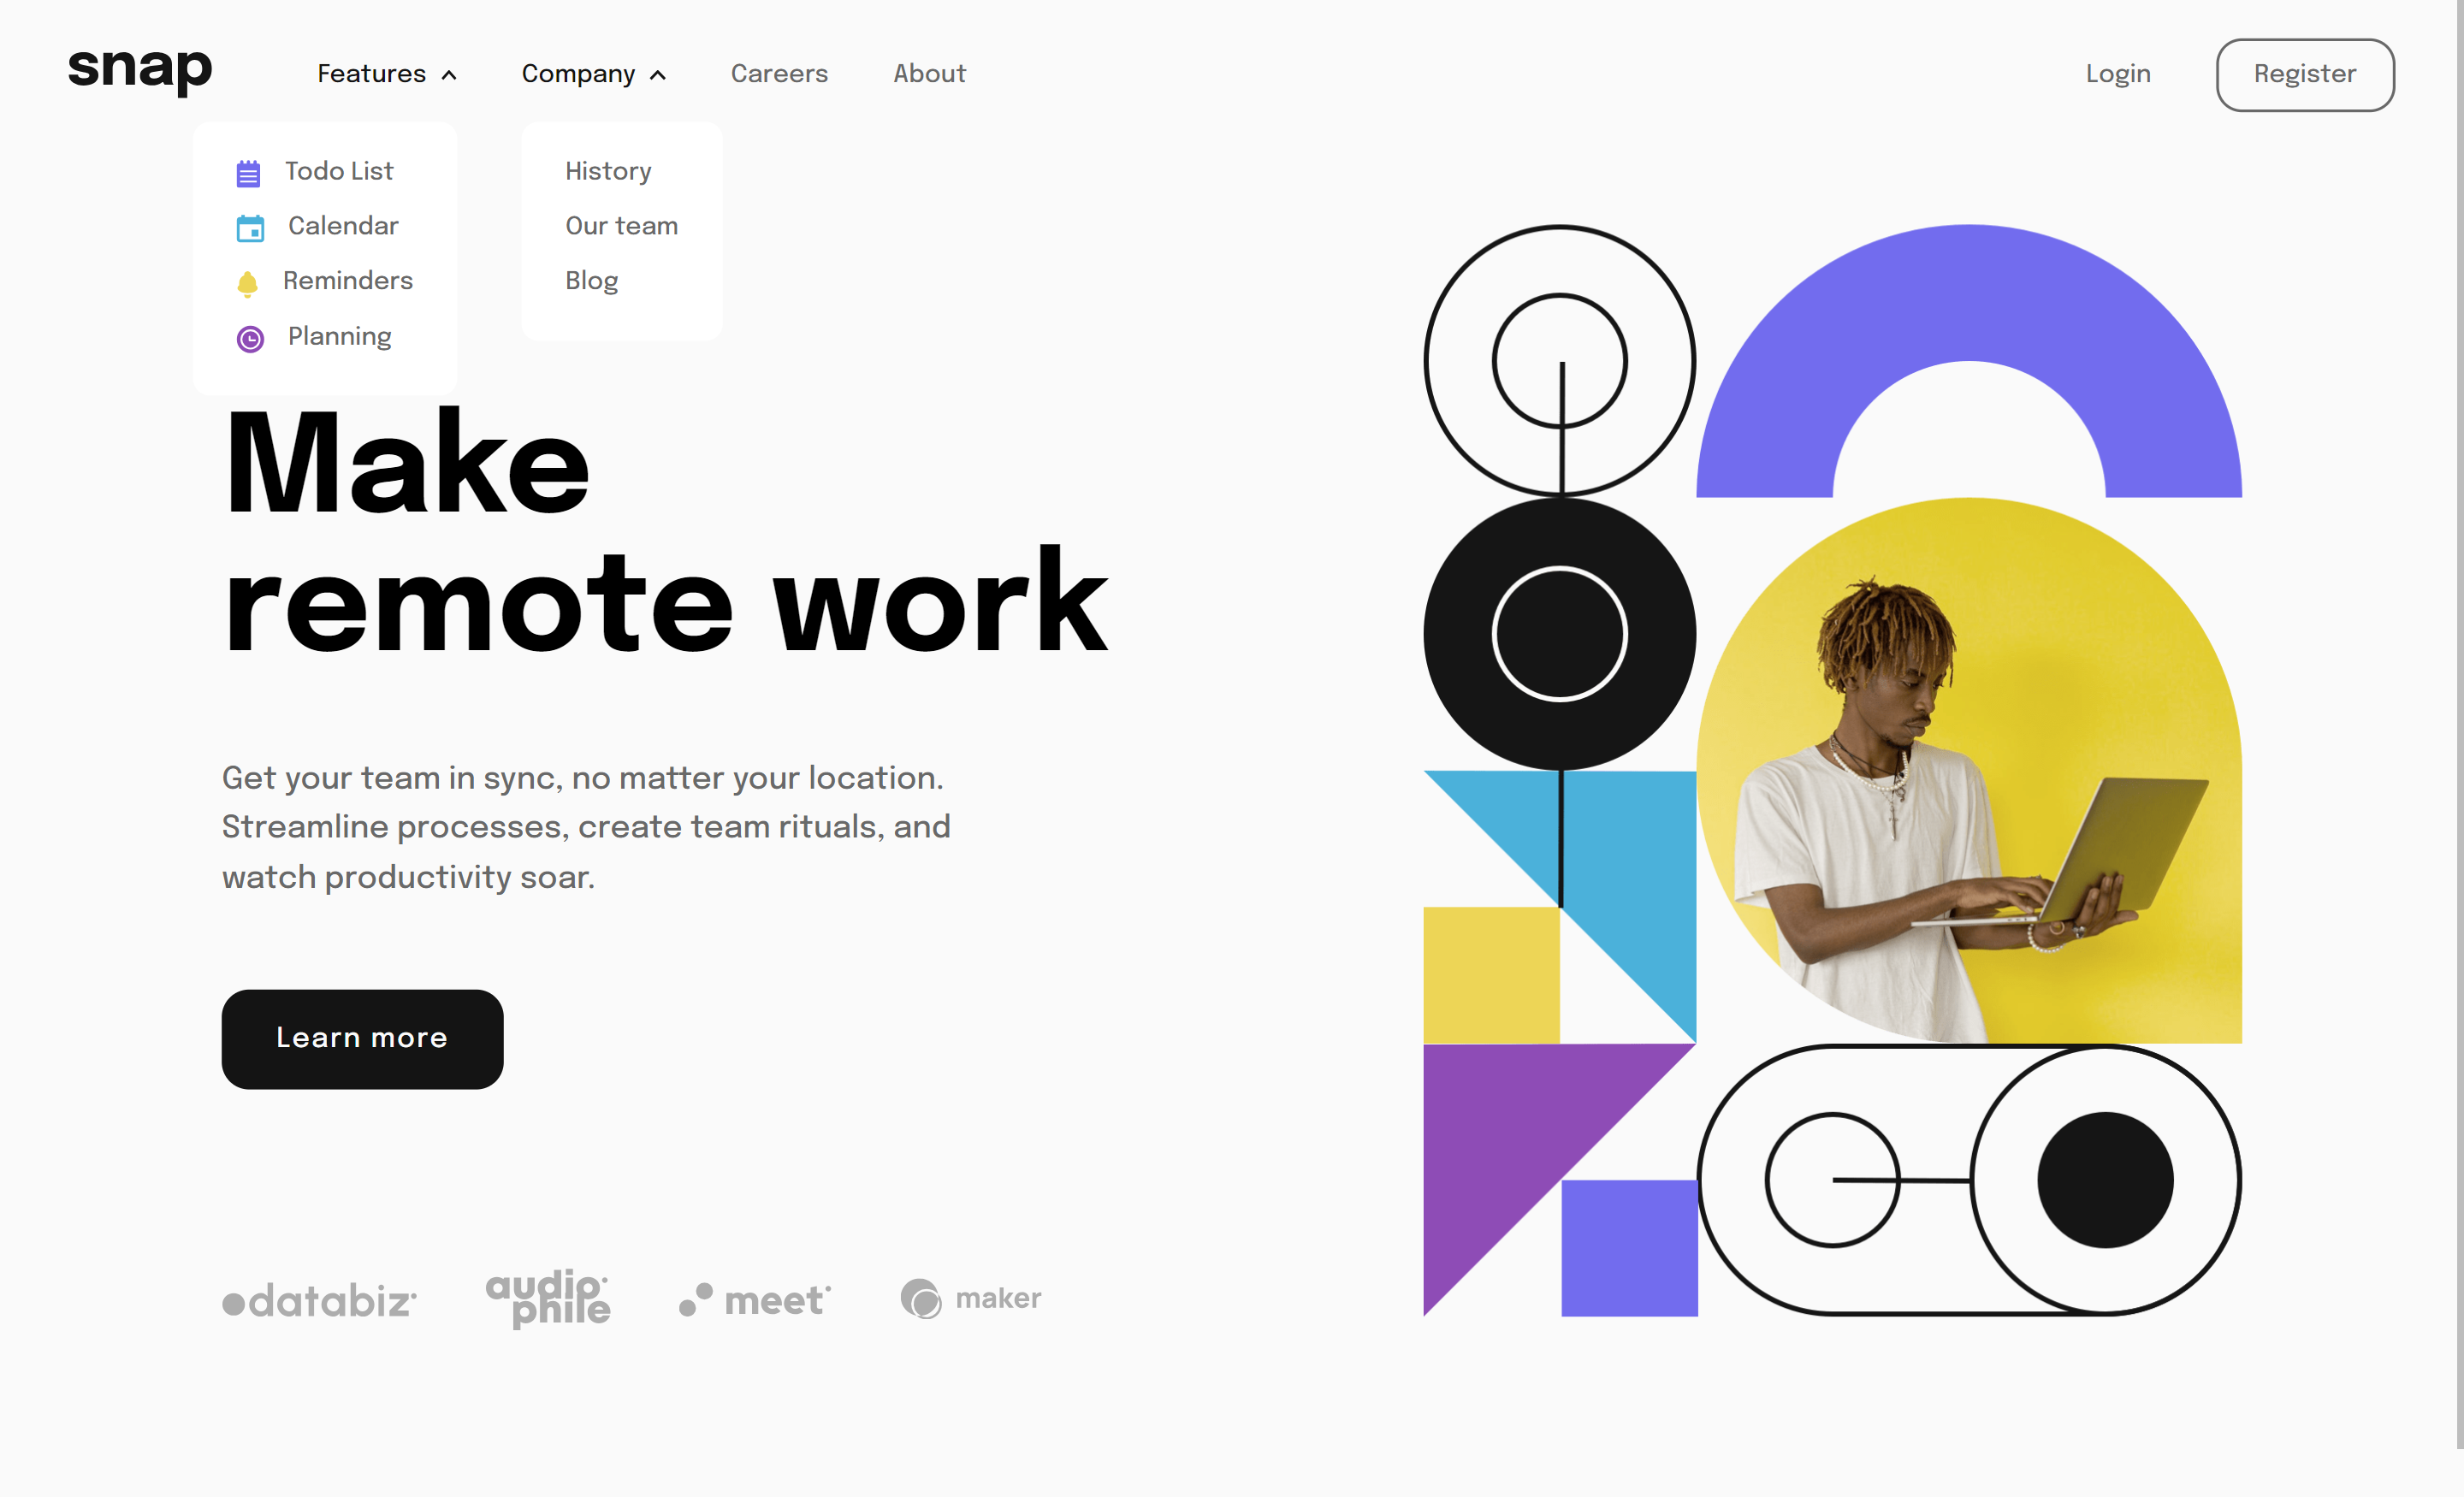 snap
Features
Company
Careers
About
Login
Register
Todo List
Calendar
Reminders
Planning
History
Our team
Blog
Make
remote work
Get your team in sync, no matter your location.
Streamline processes, create team rituals, and
watch productivity soar.
Learn more
databiz
audio
phile
meet
maker